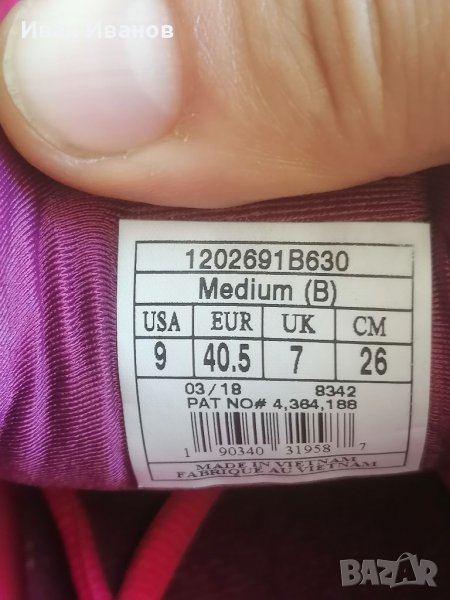 Иван Иванов
1202691B630
Medium (B)
USA EUR UK CM
9 40.5 7 26
03/18 8342
PAT NO# 4,364,188
1 90340 31958 7
MADE IN VIETNAM
FABRIQUE AU VIETNAM
BAZAR